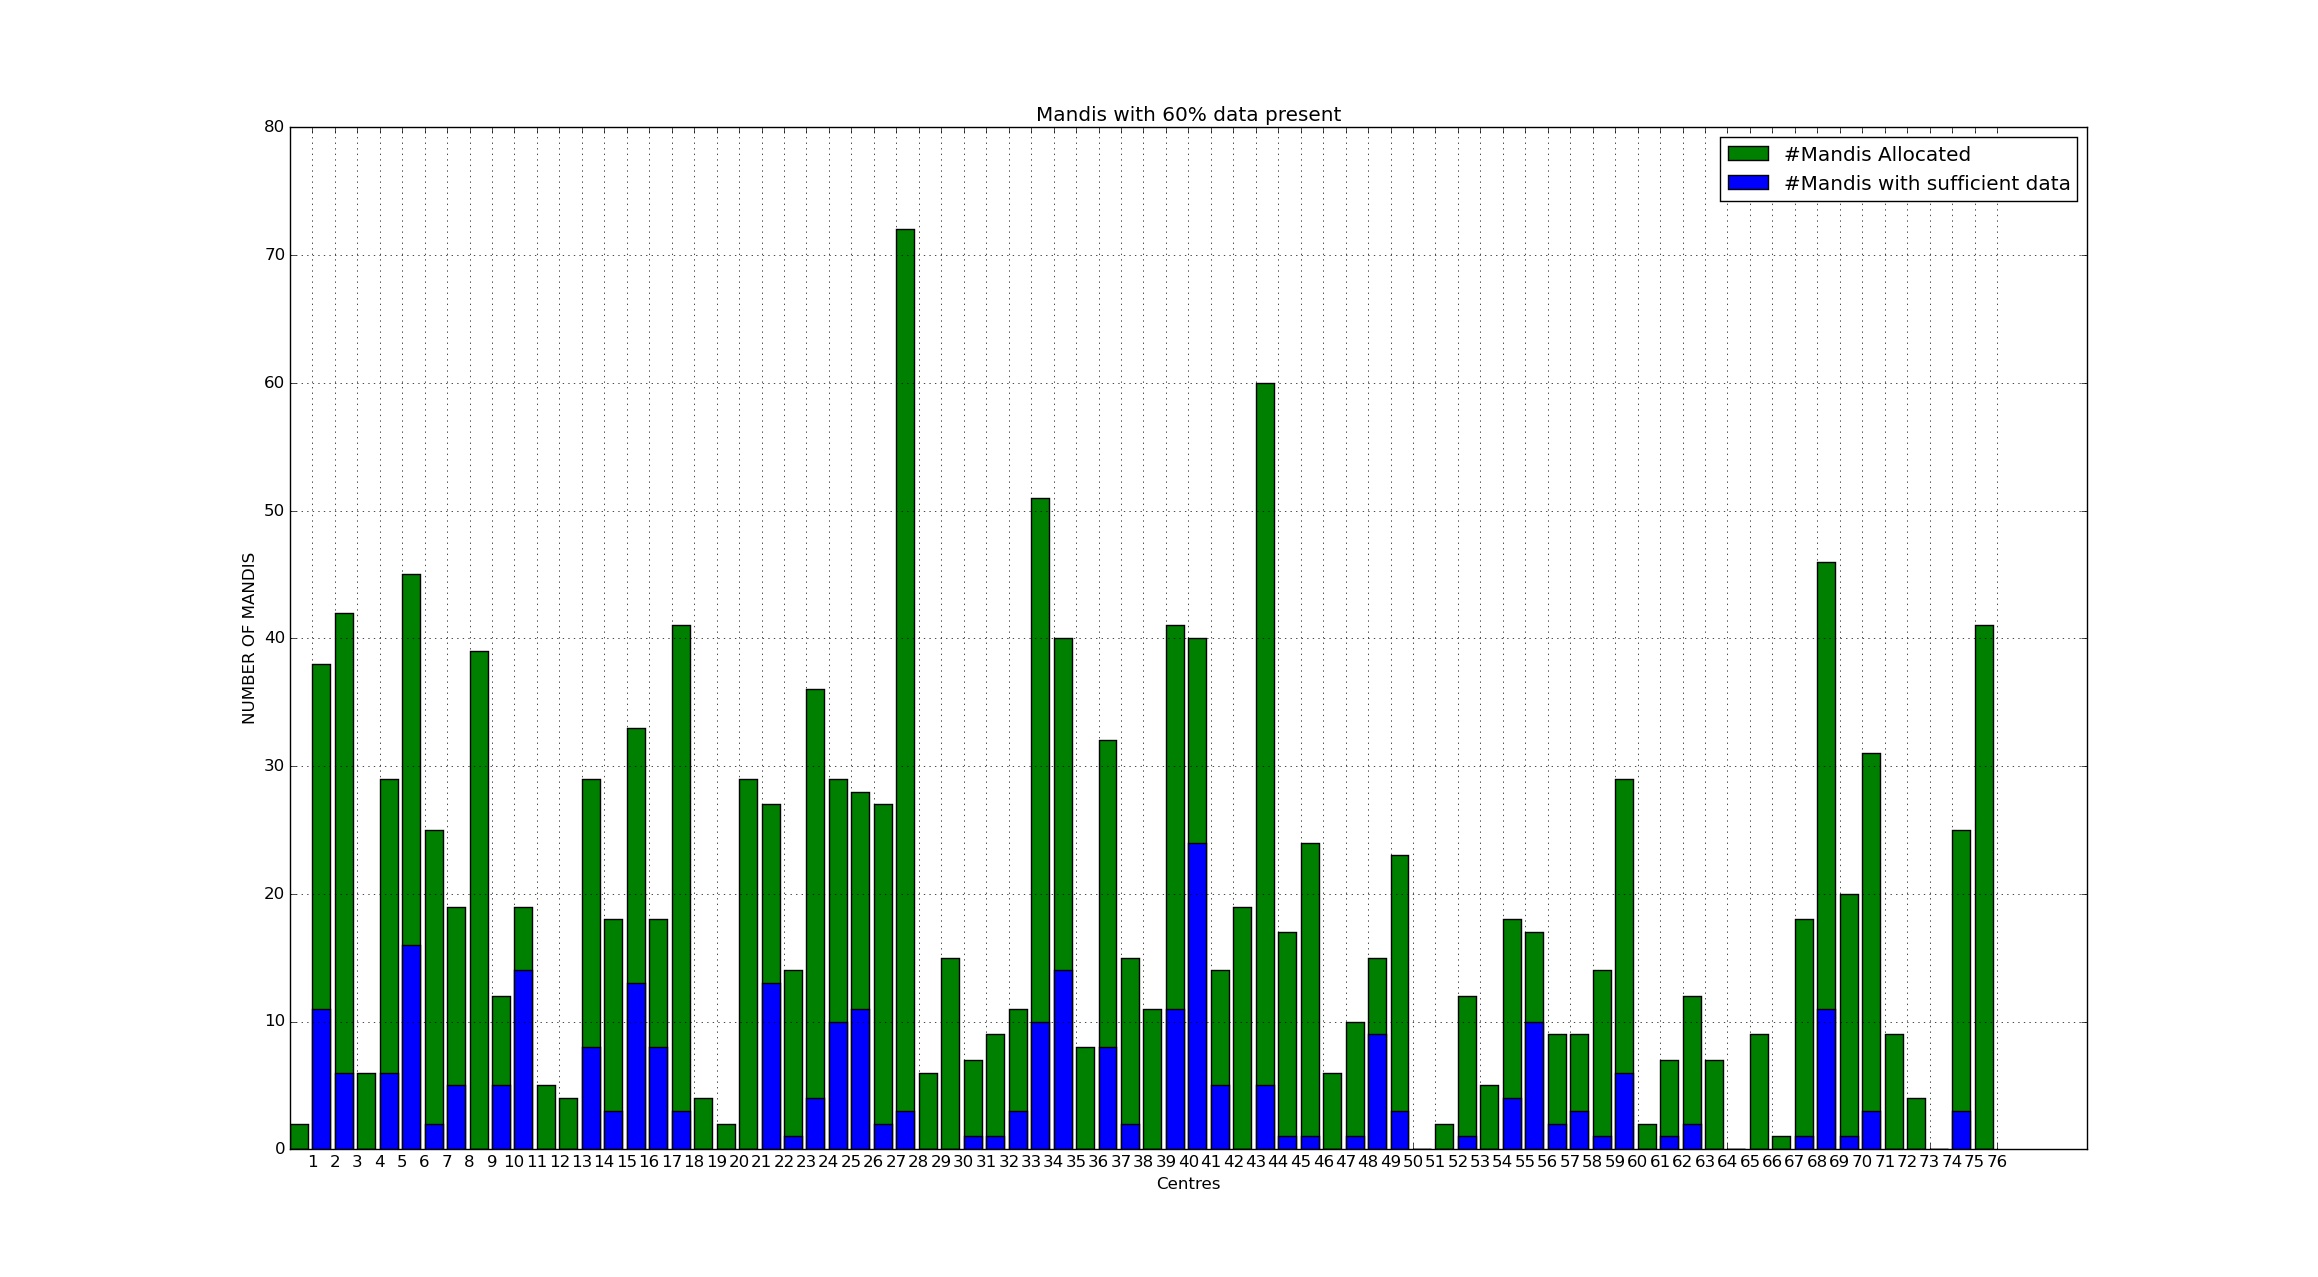 Mandis with 60% data present
80
#Mandis Allocated
#Mandis with sufficient data
70
60
50
40
30
20
10
0
NUMBER OF MANDIS
1 2 3 4 5 6 7 8 9 10 11 12 13 14 15 16 17 18 19 20 21 22 23 24 25 26 27 28 29 30 31 32 33 34 35 36 37 38 39 40 41 42 43 44 45 46 47 48 49 50 51 52 53 54 55 56 57 58 59 60 61 62 63 64 65 66 67 68 69 70 71 72 73 74 75 76
Centres